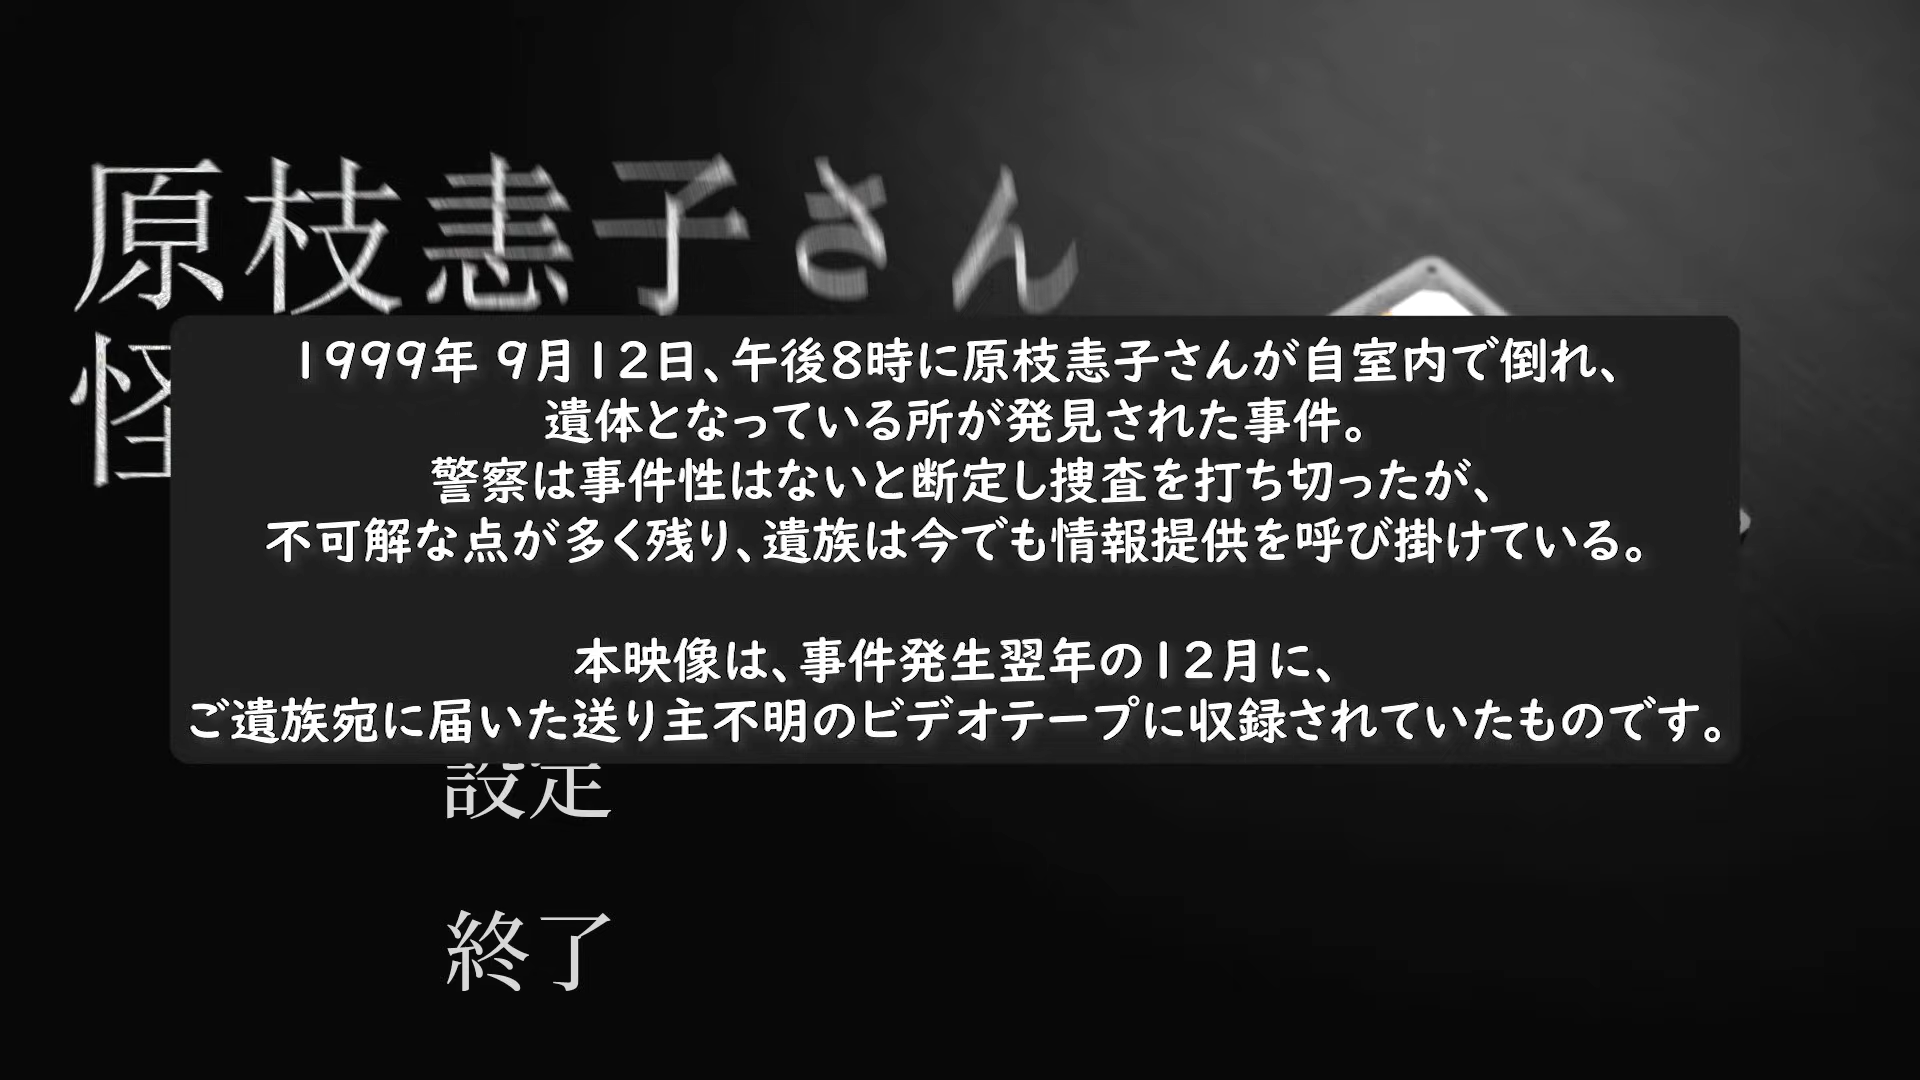 原枝恚子さん
怪
1999年 9月12日、午後8時に原枝恚子さんが自室内で倒れ、
遺体となっている所が発見された事件。
警察は事件性はないと断定し捜査を打ち切ったが、
不可解な点が多く残り、遺族は今でも情報提供を呼び掛けている。
本映像は、事件発生翌年の12月に、
ご遺族宛に届いた送り主不明のビデオテープに収録されていたものです。
設定
終了